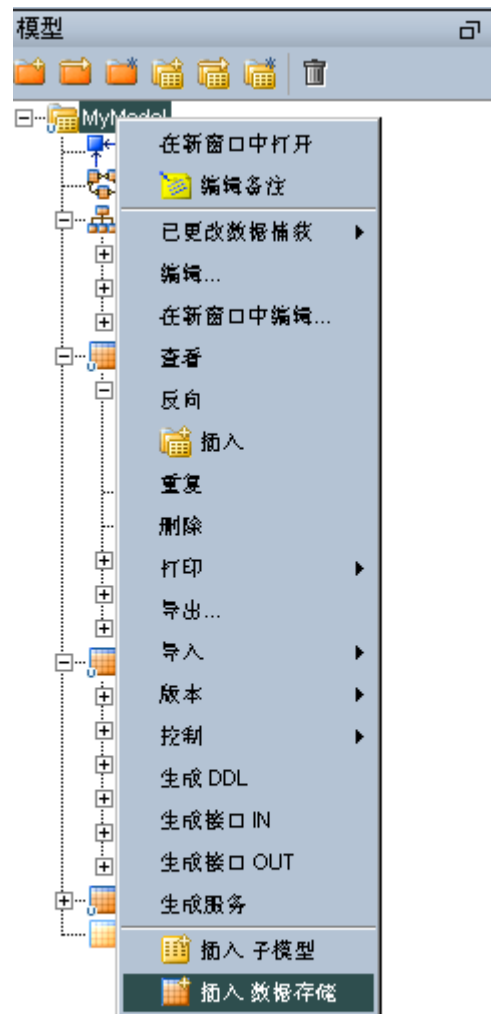 模型
MyModel
在新窗口中打开
编辑备注
已更改数据捕获
编辑...
在新窗口中编辑...
查看
反向
插入
重复
删除
打印
导出...
导入
版本
控制
生成 DDL
生成接口 IN
生成接口 OUT
生成服务
插入 子模型
插入 数据存储